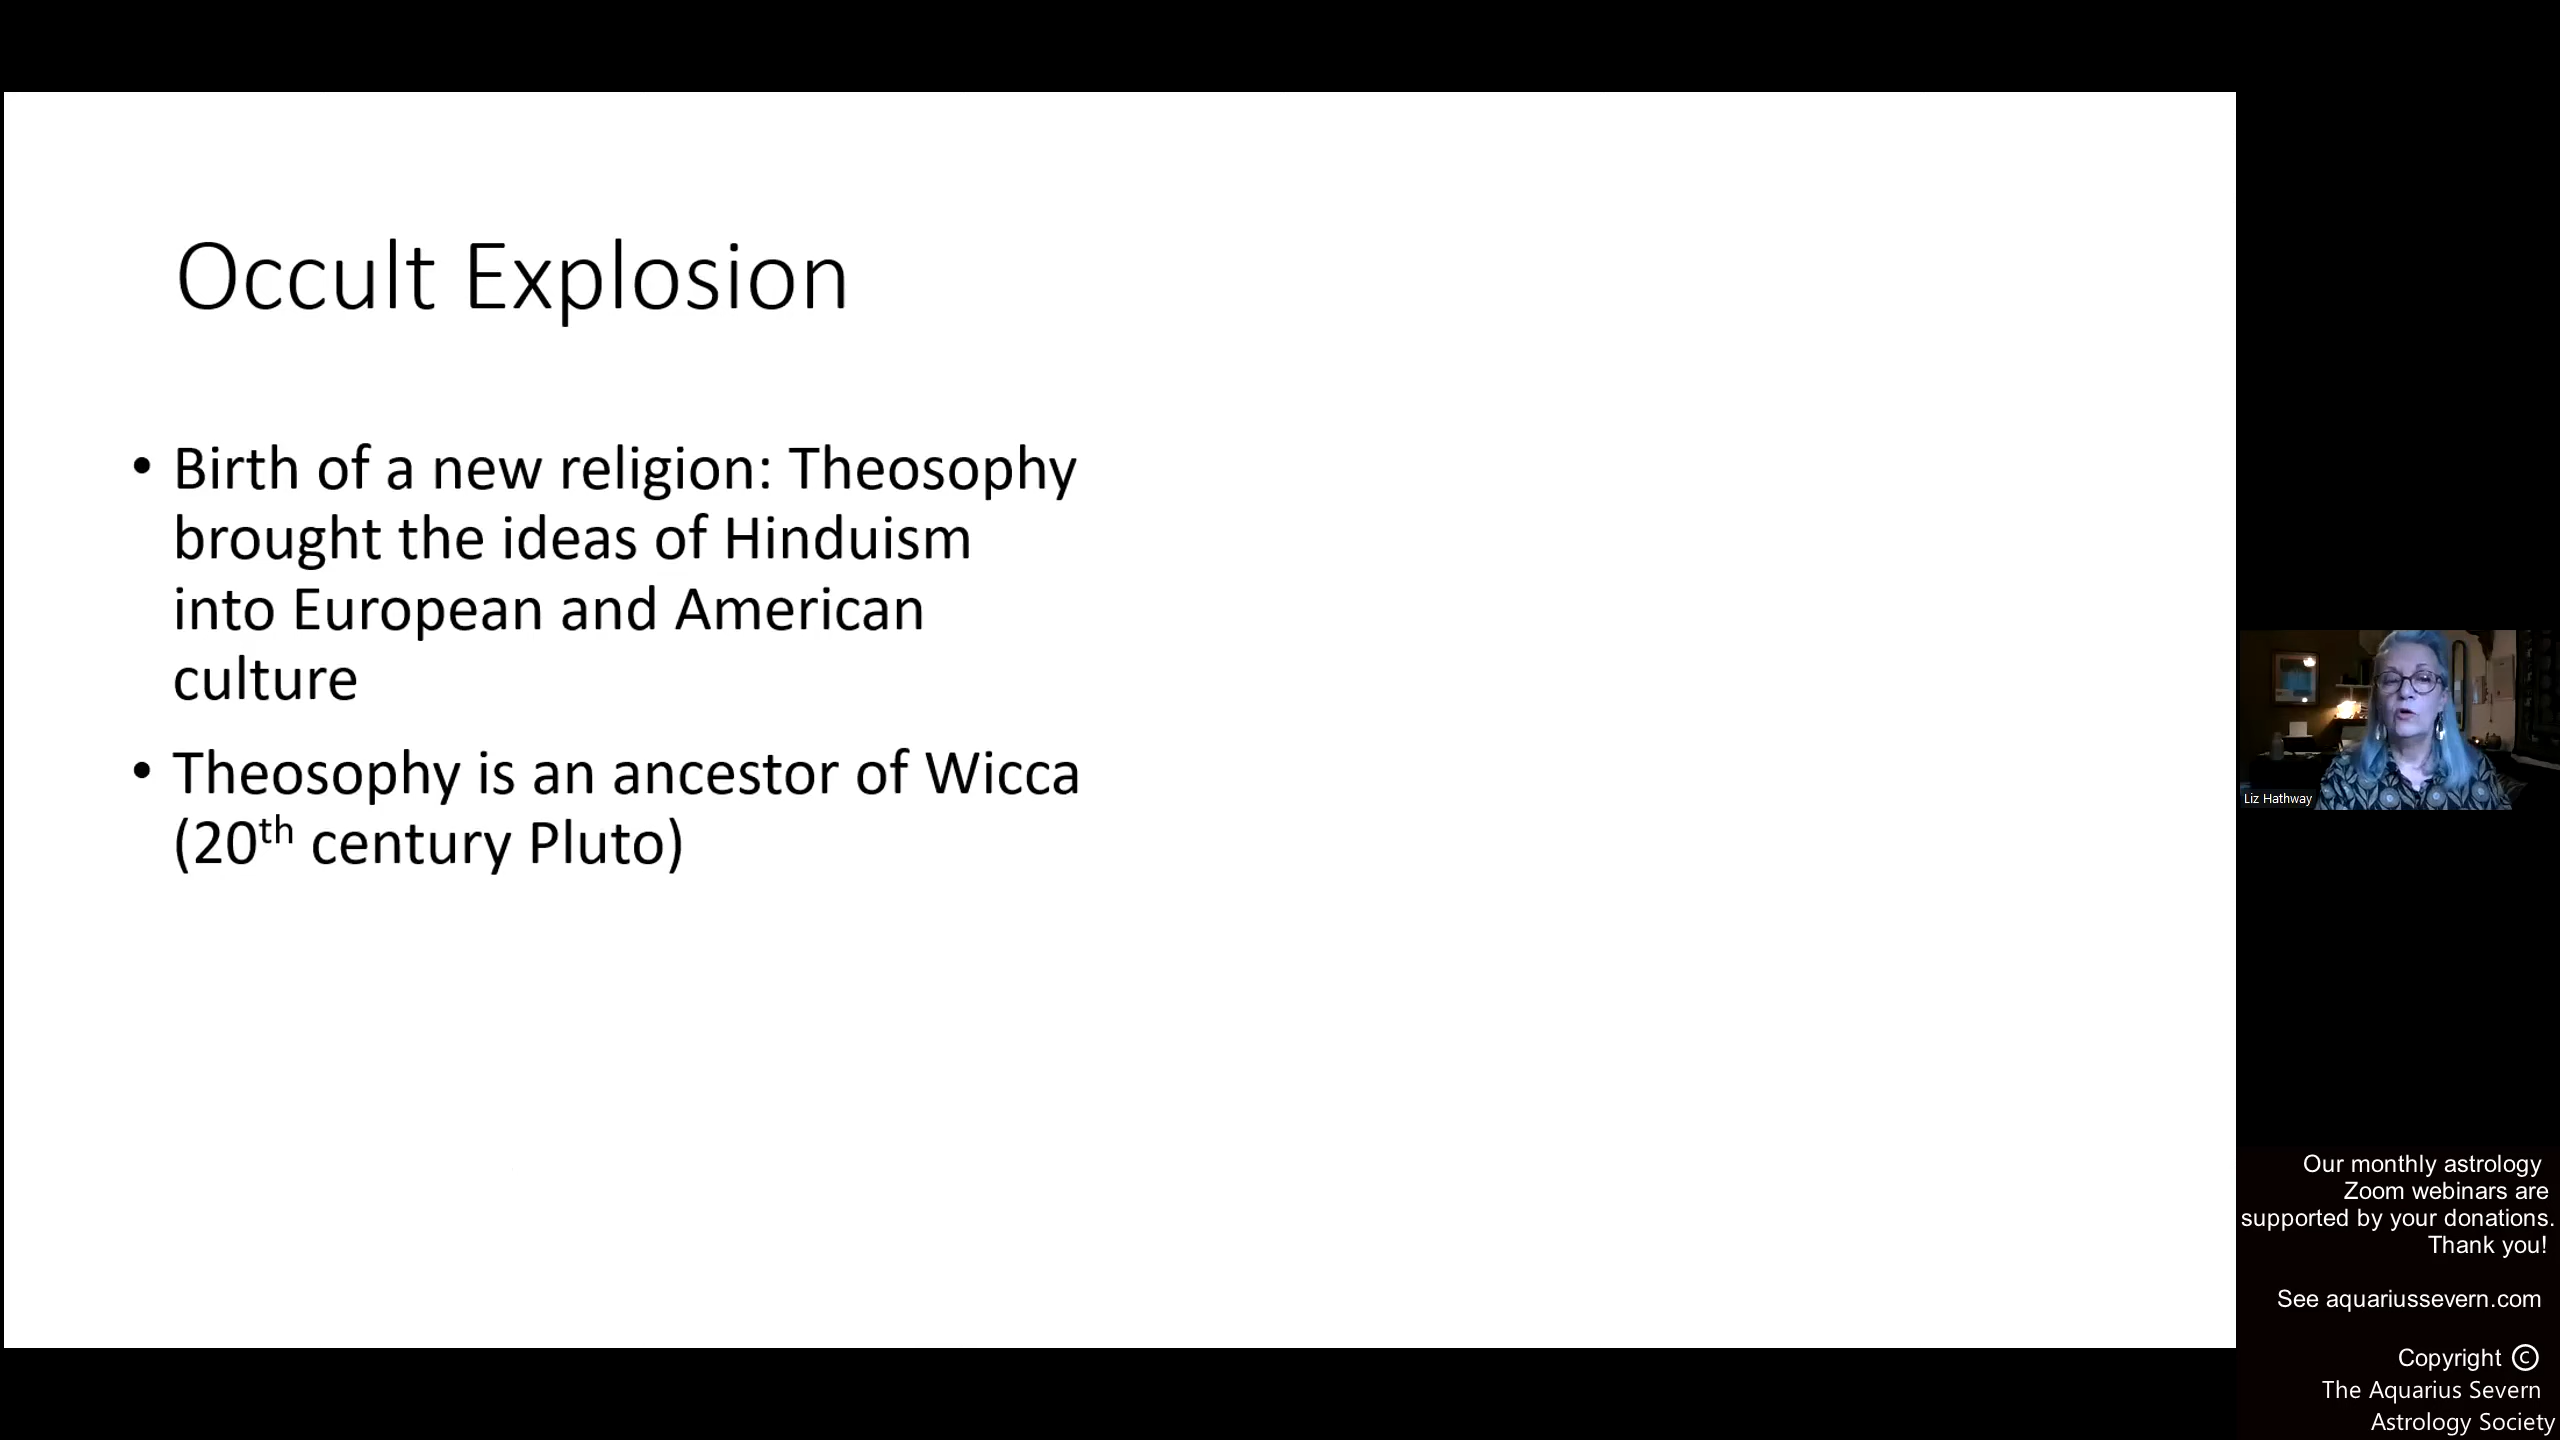 Occult Explosion
• Birth of a new religion: Theosophy
brought the ideas of Hinduism
into European and American
culture
• Theosophy is an ancestor of Wicca
(20th century Pluto)
Liz Hathway
Our monthly astrology
Zoom webinars are
supported by your donations.
Thank you!
See aquariussevern.com
Copyright ©
The Aquarius Severn
Astrology Society